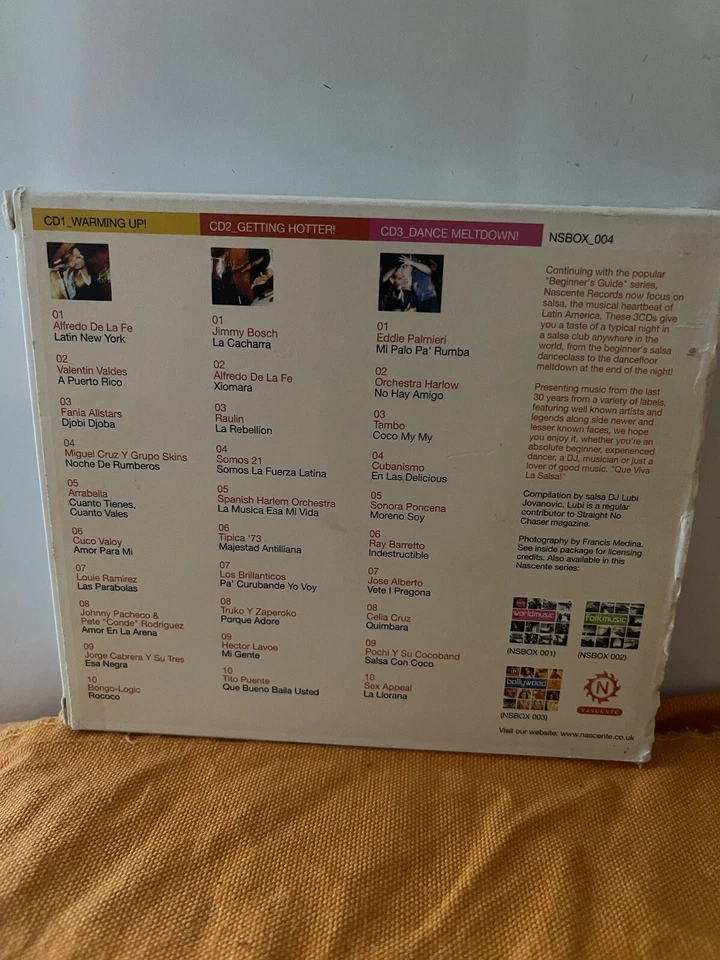 CD1_WARMING UP!
01
Alfredo De La Fe
Latin New York
02
Valentin Valdes
A Puerto Rico
03
Fania Allstars
Djobi Djoba
04
Miguel Cruz Y Grupo Skins
Noche De Rumberos
05
Arrabella
Cuanto Tienes,
Cuanto Vales
06
Cuco Valoy
Amor Para Mi
07
Louie Ramirez
Las Parabolas
08
Johnny Pacheco &
Pete "Conde" Rodriguez
Amor En La Arena
09
Jorge Cabrera Y Su Tres
Esa Negra
10
Bongo-Logic
Rococo
CD2_GETTING HOTTER!
01
Jimmy Bosch
La Cacharra
02
Alfredo De La Fe
Xiomara
03
Raulin
La Rebellion
04
Somos 21
Somos La Fuerza Latina
05
Spanish Harlem Orchestra
La Musica Esa Mi Vida
06
Tipica '73
Majestad Antilliana
07
Los Brillanticos
Pa' Curubande Yo Voy
08
Truko Y Zaperoko
Porque Adore
09
Hector Lavoe
Mi Gente
10
Tito Puente
Que Bueno Baila Usted
CD3_DANCE MELTDOWN!
01
Eddie Palmieri
Mi Palo Pa' Rumba
02
Orchestra Harlow
No Hay Amigo
03
Tambo
Coco My My
04
Cubanismo
En Las Delicious
05
Sonora Poncena
Moreno Soy
06
Ray Barretto
Indestructible
07
Jose Alberto
Vete I Pregona
08
Celia Cruz
Quimbara
09
Pochi Y Su Cocoband
Salsa Con Coco
10
Sex Appeal
La Llorana
NSBOX_004
Continuing with the popular
"Beginner's Guide" series,
Nascente Records now focus on
salsa, the musical heartbeat of
Latin America. These 3CDs give
you a taste of a typical night in
a salsa club anywhere in the
world, from the beginner's salsa
danceclass to the dancefloor
meltdown at the end of the night!
Presenting music from the last
30 years from a variety of labels,
featuring well known artists and
legends along side newer and
lesser known faces, we hope
you enjoy it, whether you're an
absolute beginner, experienced
dancer, a DJ, musician or just a
lover of good music. "Que Viva
La Salsa!"
Compilation by salsa DJ Lubi
Jovanovic. Lubi is a regular
contributor to Straight No
Chaser magazine.
Photography by Francis Medina.
See inside package for licensing
credits. Also available in this
Nascente series:
worldmusic
(NSBOX 001)
folkmusic
(NSBOX 002)
bollywood
(NSBOX 003)
N
NASCENTE
Visit our website: www.nascente.co.uk